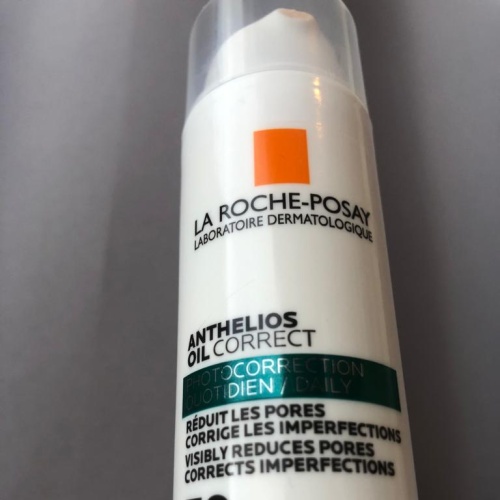 LA ROCHE-POSAY
LABORATOIRE DERMATOLOGIQUE
ANTHELIOS
OIL CORRECT
PHOTOCORRECTION
QUOTIDIEN / DAILY
RÉDUIT LES PORES
CORRIGE LES IMPERFECTIONS
VISIBLY REDUCES PORES
CORRECTS IMPERFECTIONS